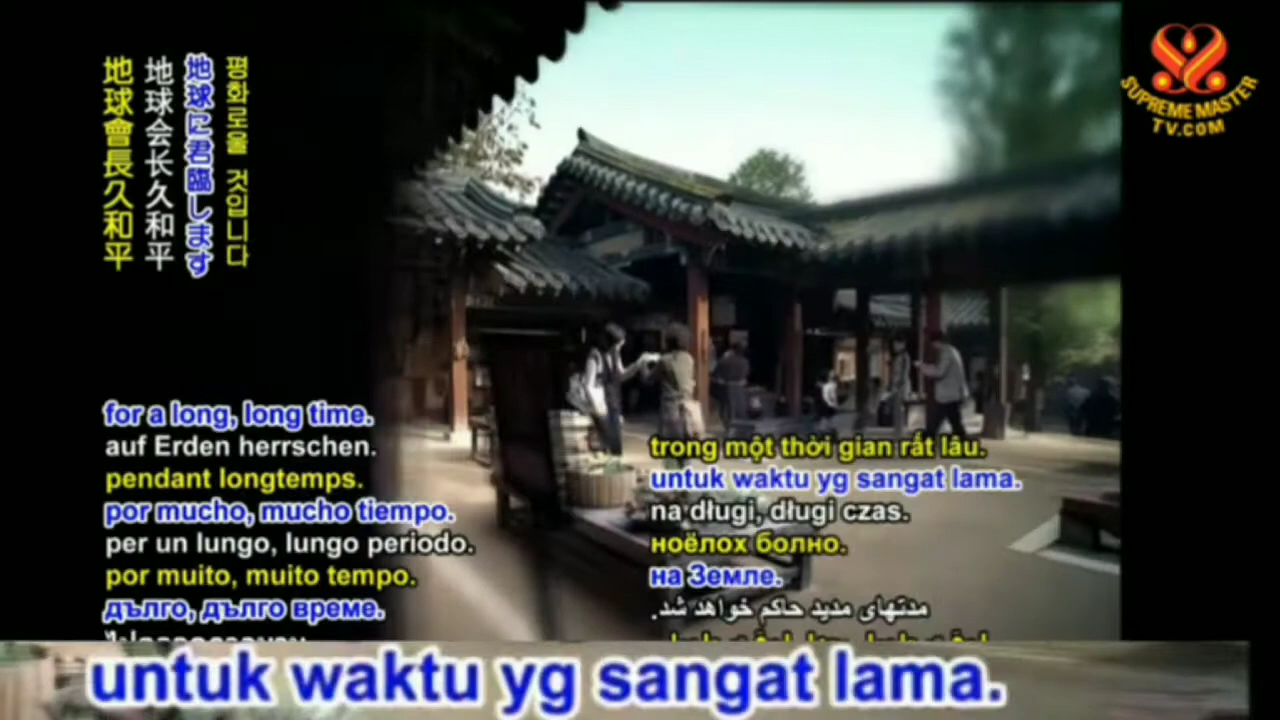 평화로울 것입니다
地球に君臨します
地球会长久和平
地球會長久和平
SUPREME MASTER
TV.COM
for a long, long time.
auf Erden herrschen.
pendant longtemps.
por mucho, mucho tiempo.
per un lungo, lungo periodo.
por muito, muito tempo.
дълго, дълго време.
trong một thời gian rất lâu.
untuk waktu yg sangat lama.
na długi, długi czas.
ноёлох болно.
на Земле.
مدتهای مدید حاکم خواهد شد.
untuk waktu yg sangat lama.